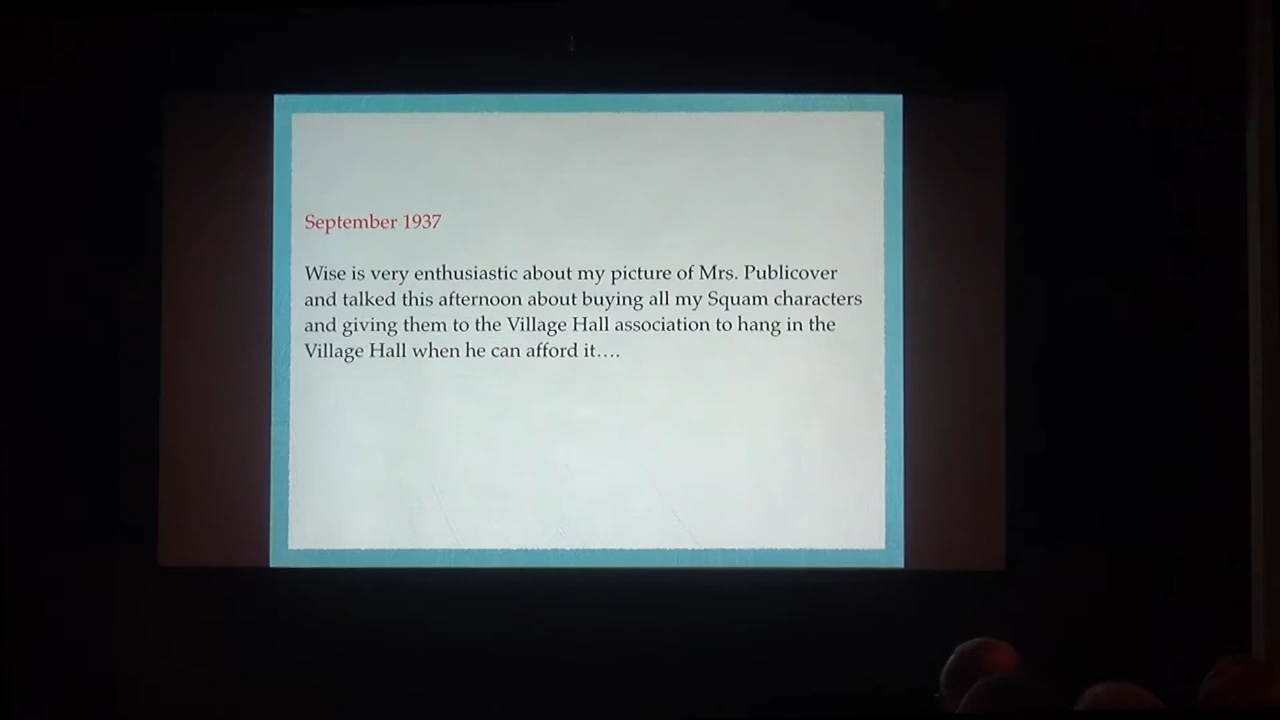 September 1937
Wise is very enthusiastic about my picture of Mrs. Publicover
and talked this afternoon about buying all my Squam characters
and giving them to the Village Hall association to hang in the
Village Hall when he can afford it….